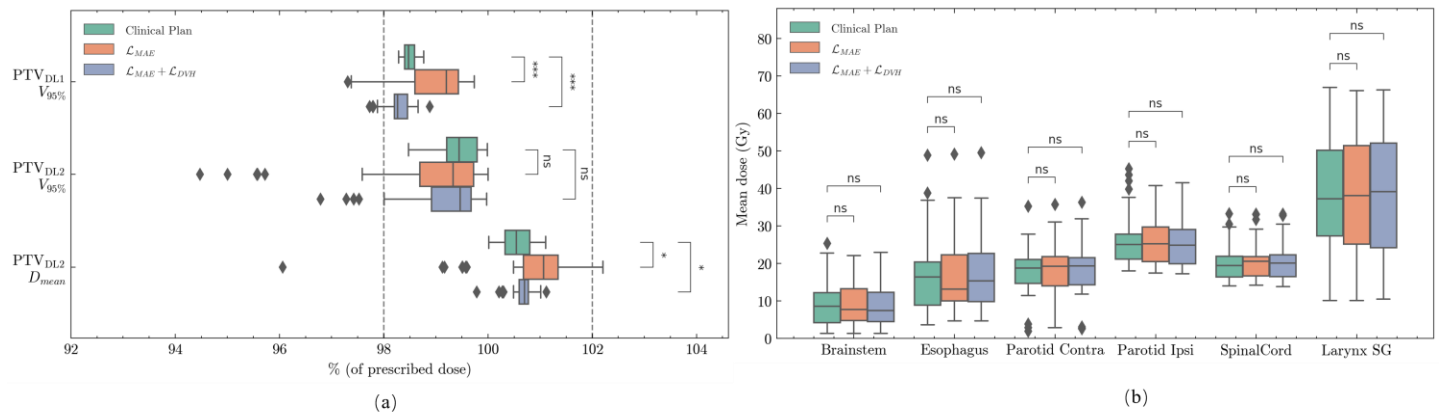 Clinical Plan
ℒ_MAE
ℒ_MAE + ℒ_DVH
PTV_DL1
V_95%
***
***
PTV_DL2
V_95%
ns
ns
PTV_DL2
D_mean
*
*
92 94 96 98 100 102 104
% (of prescribed dose)
(a)
Clinical Plan
ℒ_MAE
ℒ_MAE + ℒ_DVH
Mean dose (Gy)
80
70
60
50
40
30
20
10
0
ns
ns
ns
ns
ns
ns
ns
ns
ns
ns
ns
ns
Brainstem Esophagus Parotid Contra Parotid Ipsi SpinalCord Larynx SG
(b)